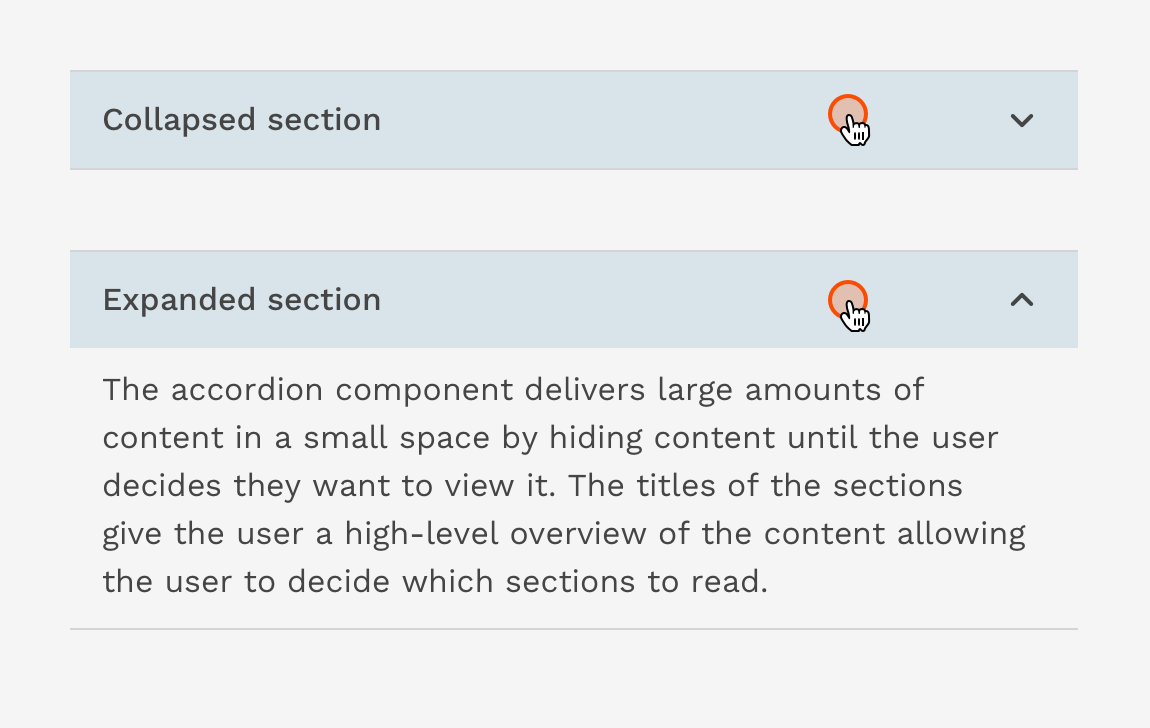 Collapsed section
Expanded section
The accordion component delivers large amounts of
content in a small space by hiding content until the user
decides they want to view it. The titles of the sections
give the user a high-level overview of the content allowing
the user to decide which sections to read.